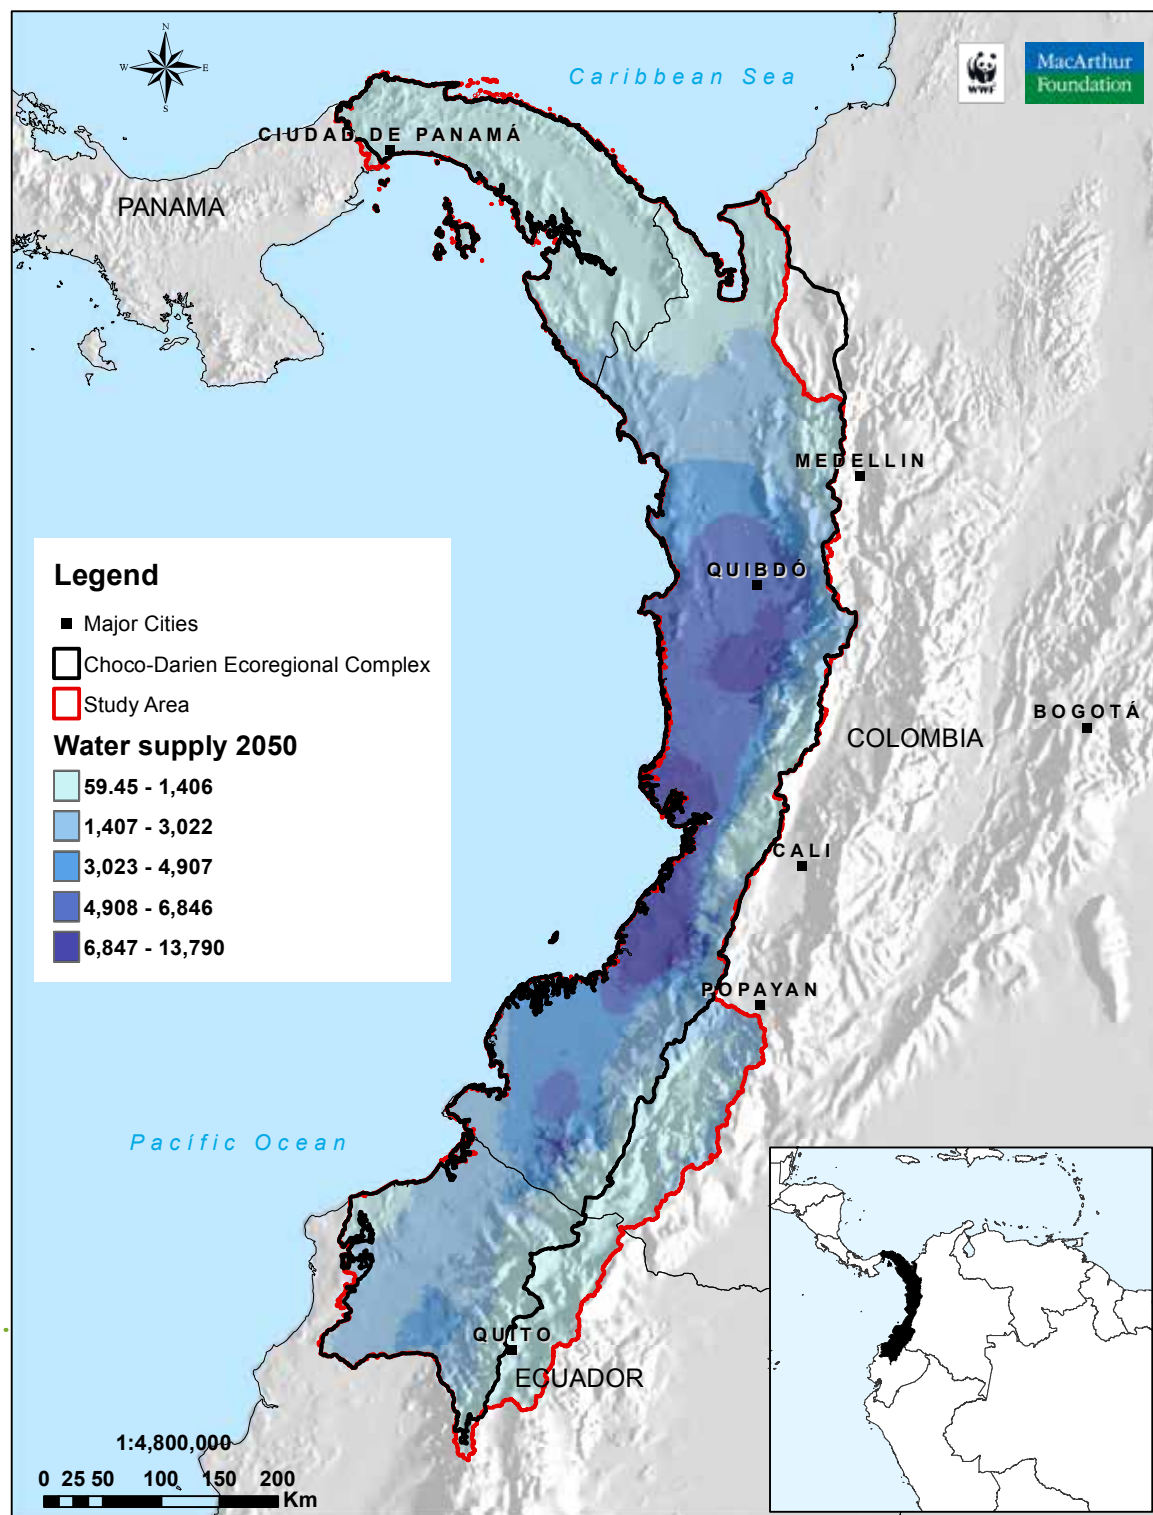 N
W E
S
Caribbean Sea
WWF
MacArthur
Foundation
CIUDAD DE PANAMÁ
PANAMA
MEDELLIN
QUIBDÓ
BOGOTÁ
COLOMBIA
CALI
POPAYAN
Legend
Major Cities
Choco-Darien Ecoregional Complex
Study Area
Water supply 2050
59.45 - 1,406
1,407 - 3,022
3,023 - 4,907
4,908 - 6,846
6,847 - 13,790
Pacífic Ocean
QUITO
ECUADOR
1:4,800,000
0 25 50 100 150 200
Km